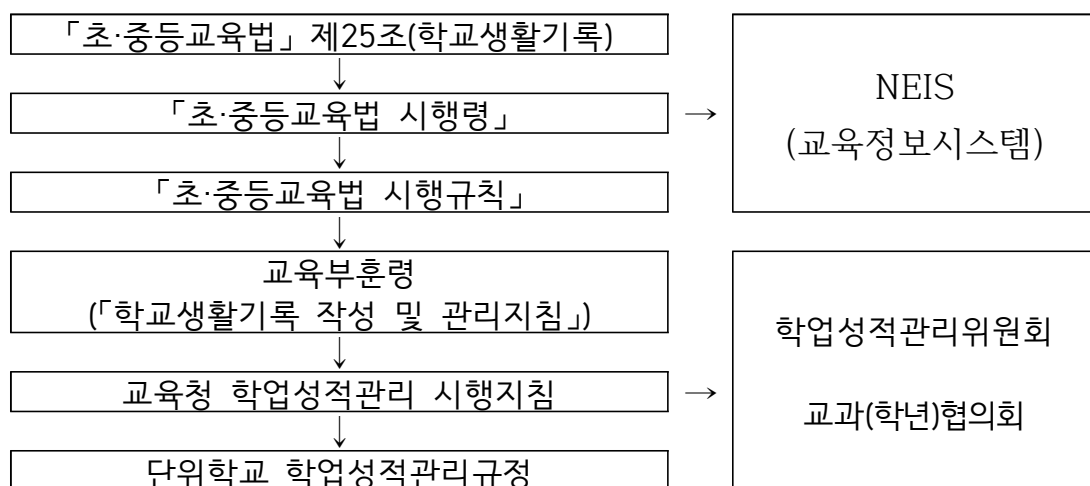 「초·중등교육법」 제25조(학교생활기록)
↓
「초·중등교육법 시행령」
→
NEIS
(교육정보시스템)
↓
「초·중등교육법 시행규칙」
↓
교육부훈령
(「학교생활기록 작성 및 관리지침」)
↓
교육청 학업성적관리 시행지침
→
학업성적관리위원회
교과(학년)협의회
↓
단위학교 학업성적관리규정